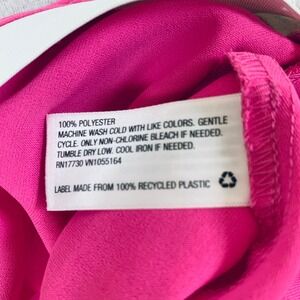 100% POLYESTER
MACHINE WASH COLD WITH LIKE COLORS. GENTLE
CYCLE. ONLY NON-CHLORINE BLEACH IF NEEDED.
TUMBLE DRY LOW. COOL IRON IF NEEDED.
RN17730 VN1055164
LABEL MADE FROM 100% RECYCLED PLASTIC